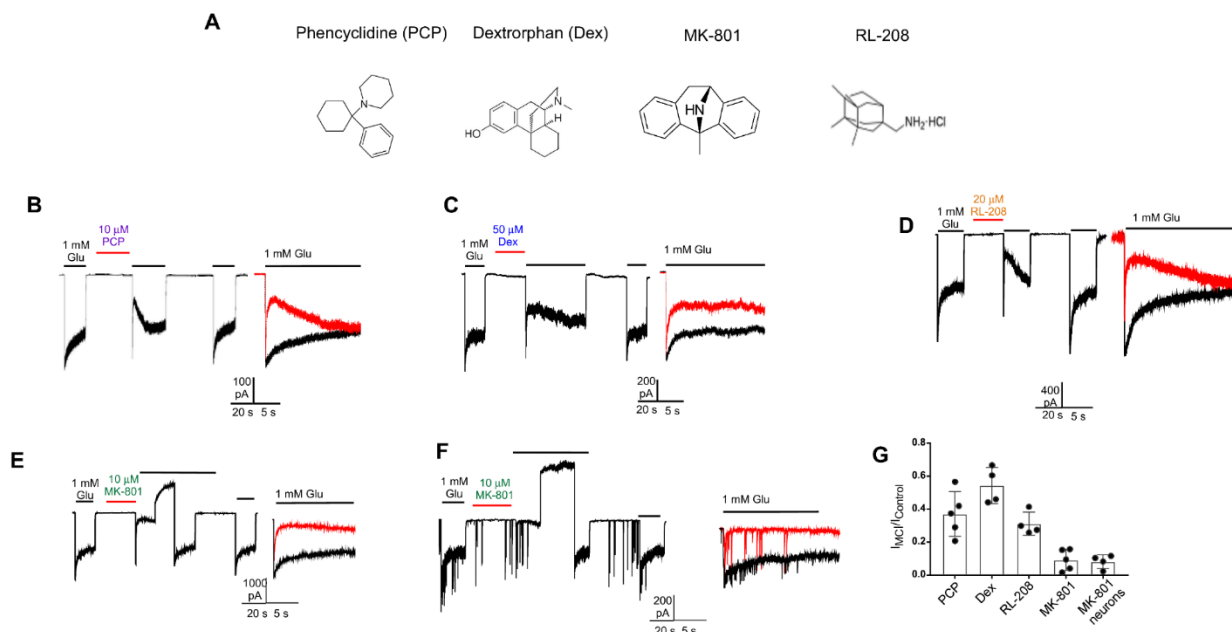 A
Phencyclidine (PCP)
Dextrorphan (Dex)
MK-801
RL-208
N
HO
N
H
HN
NH₂·HCl
B
1 mM
Glu
10 μM
PCP
1 mM Glu
100
pA
20 s 5 s
C
1 mM
Glu
50 μM
Dex
1 mM Glu
200
pA
20 s 5 s
D
1 mM
Glu
20 μM
RL-208
1 mM Glu
400
pA
20 s 5 s
E
1 mM
Glu
10 μM
MK-801
1 mM Glu
1000
pA
20 s 5 s
F
1 mM
Glu
10 μM
MK-801
1 mM Glu
200
pA
20 s 5 s
G
I_MCI/I_Control
1.0
0.8
0.6
0.4
0.2
0.0
PCP
Dex
RL-208
MK-801
MK-801
neurons